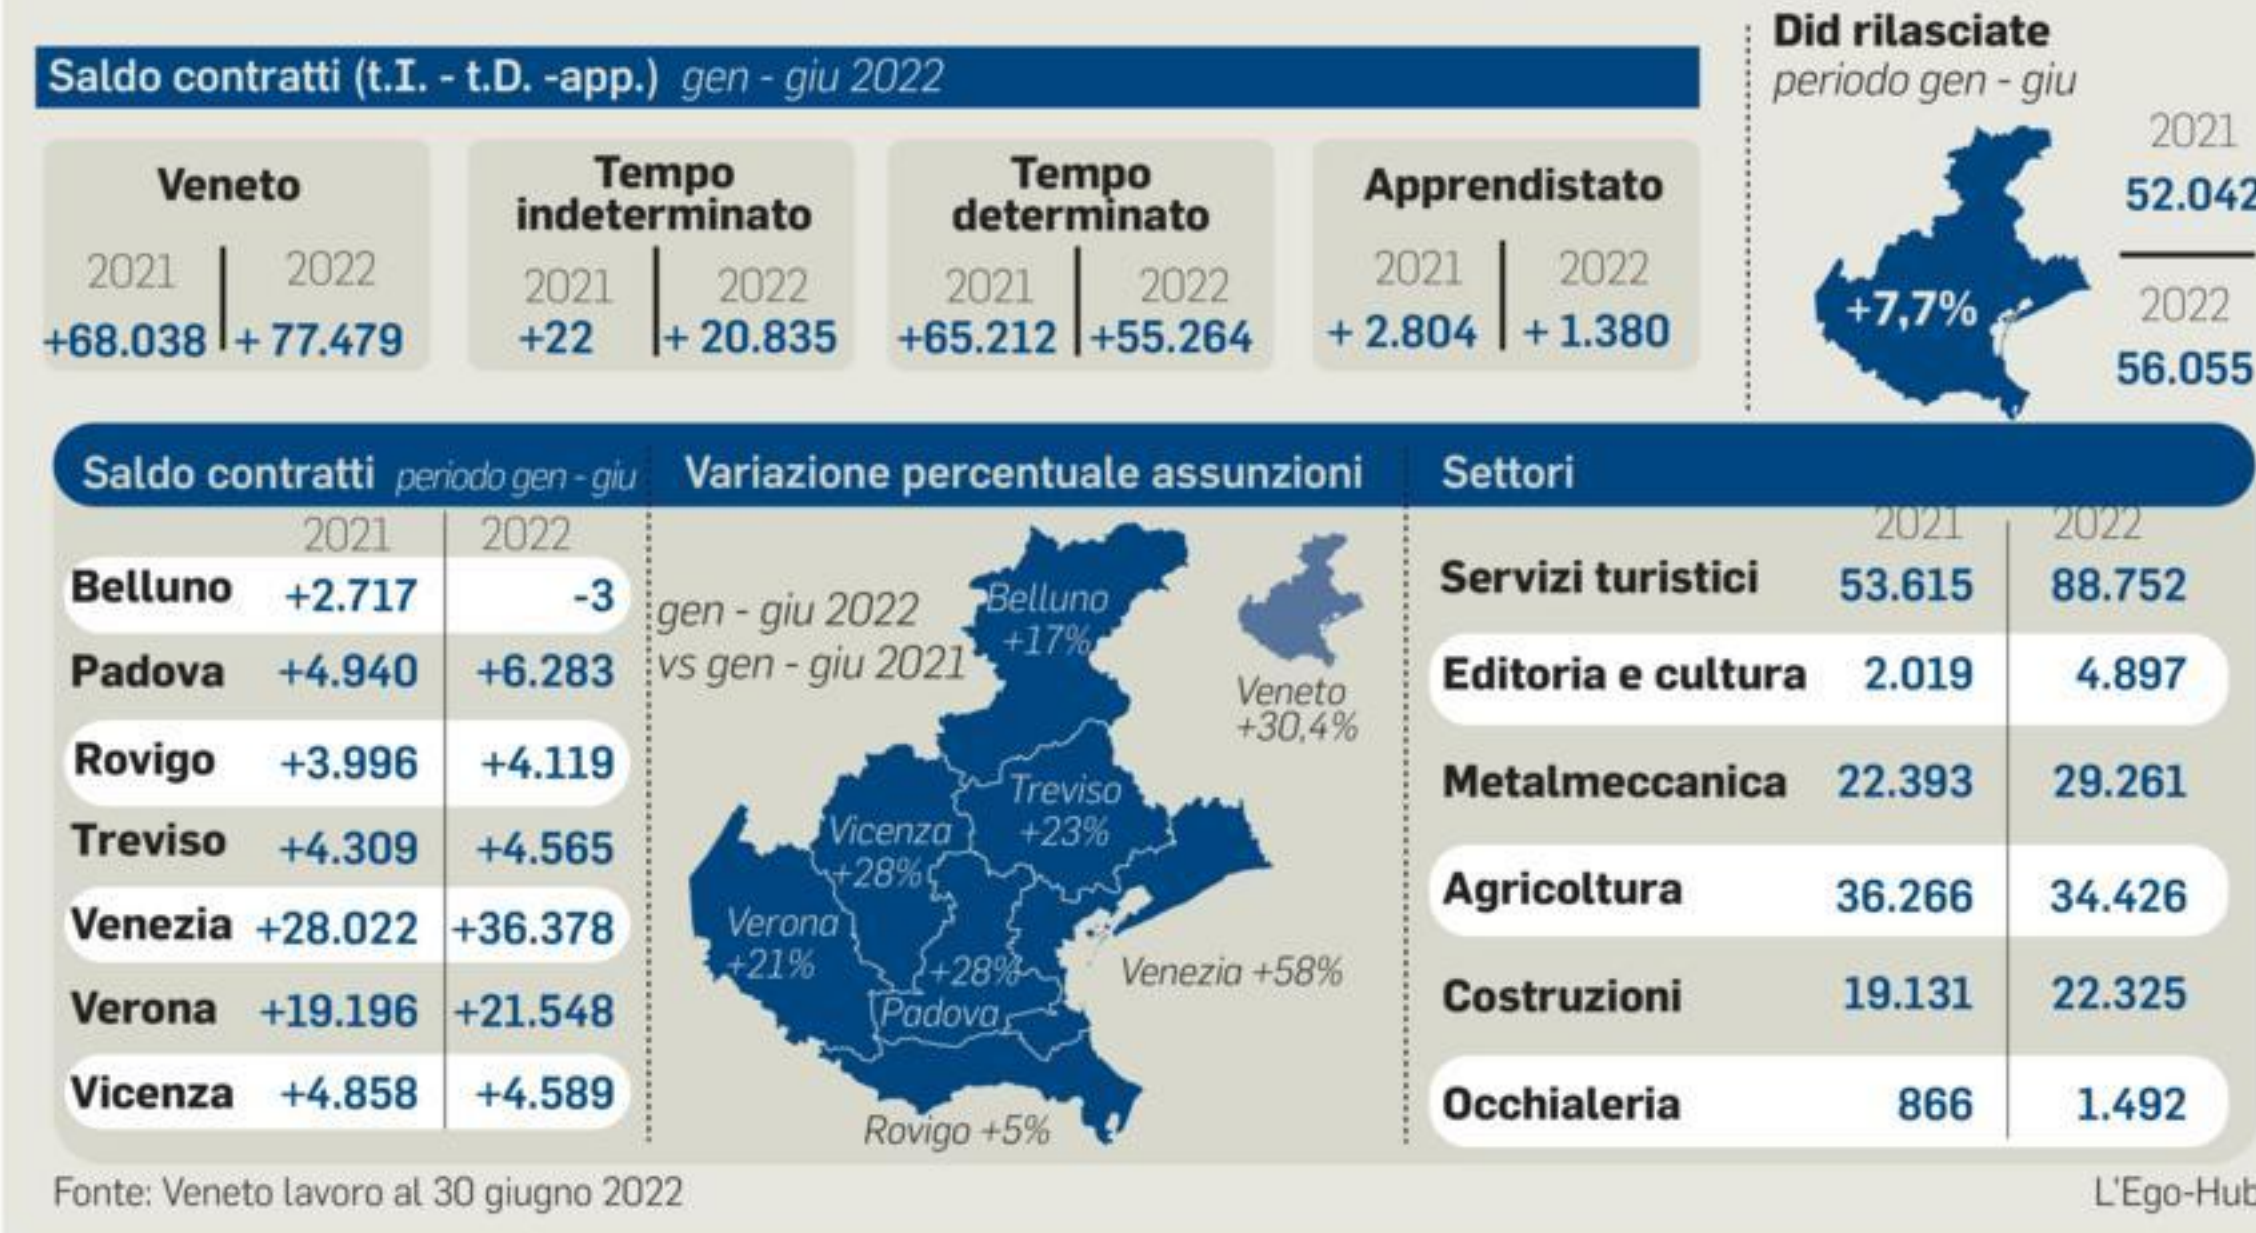 Saldo contratti (t.I. - t.D. -app.) gen - giu 2022
Veneto
2021 2022
+68.038 + 77.479
Tempo
indeterminato
2021 2022
+22 + 20.835
Tempo
determinato
2021 2022
+65.212 +55.264
Apprendistato
2021 2022
+ 2.804 + 1.380
Did rilasciate
periodo gen - giu
+7,7%
2021
52.042
2022
56.055
Saldo contratti periodo gen - giu
2021 2022
Belluno +2.717 -3
Padova +4.940 +6.283
Rovigo +3.996 +4.119
Treviso +4.309 +4.565
Venezia +28.022 +36.378
Verona +19.196 +21.548
Vicenza +4.858 +4.589
Variazione percentuale assunzioni
gen - giu 2022
vs gen - giu 2021
Belluno
+17%
Veneto
+30,4%
Treviso
+23%
Vicenza
+28%
Verona
+21%
+28%
Padova
Venezia +58%
Rovigo +5%
Settori
2021 2022
Servizi turistici 53.615 88.752
Editoria e cultura 2.019 4.897
Metalmeccanica 22.393 29.261
Agricoltura 36.266 34.426
Costruzioni 19.131 22.325
Occhialeria 866 1.492
Fonte: Veneto lavoro al 30 giugno 2022
L'Ego-Hub